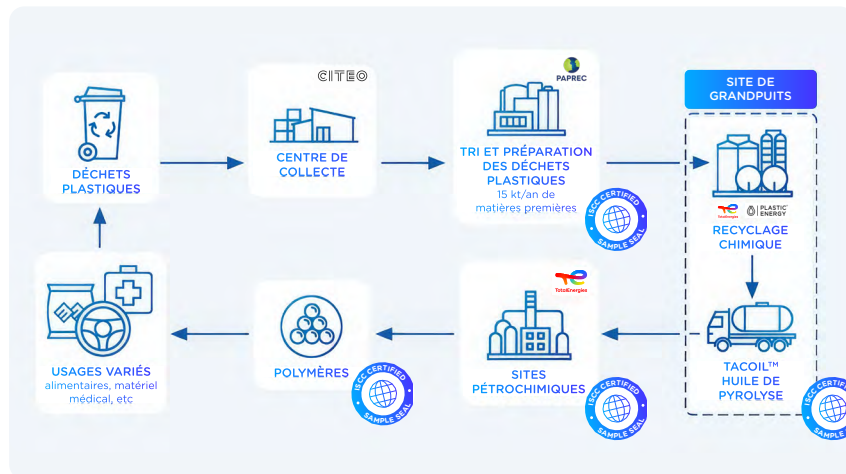 CITEO
PAPREC
SITE DE
GRANDPUITS
DÉCHETS
PLASTIQUES
CENTRE DE
COLLECTE
TRI ET PRÉPARATION
DES DÉCHETS
PLASTIQUES
15 kt/an de
matières premières
ISCC CERTIFIED
SAMPLE SEAL
TotalEnergies
PLASTIC
ENERGY
RECYCLAGE
CHIMIQUE
TACOIL™
HUILE DE
PYROLYSE
ISCC CERTIFIED
SAMPLE SEAL
TotalEnergies
SITES
PÉTROCHIMIQUES
ISCC CERTIFIED
SAMPLE SEAL
POLYMÈRES
ISCC CERTIFIED
SAMPLE SEAL
USAGES VARIÉS
alimentaires, matériel
médical, etc